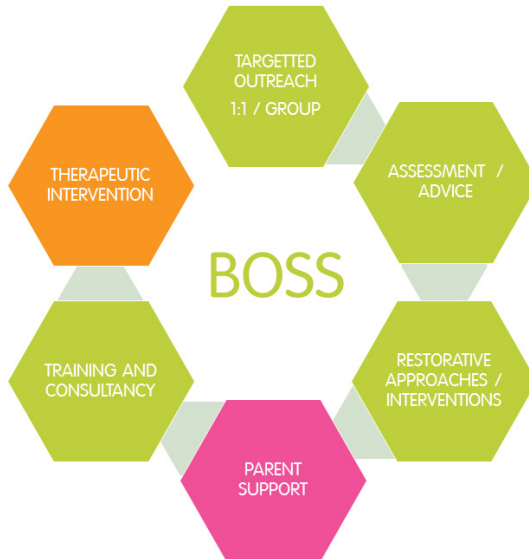 TARGETTED
OUTREACH
1:1 / GROUP
ASSESSMENT /
ADVICE
RESTORATIVE
APPROACHES /
INTERVENTIONS
PARENT
SUPPORT
TRAINING AND
CONSULTANCY
THERAPEUTIC
INTERVENTION
BOSS